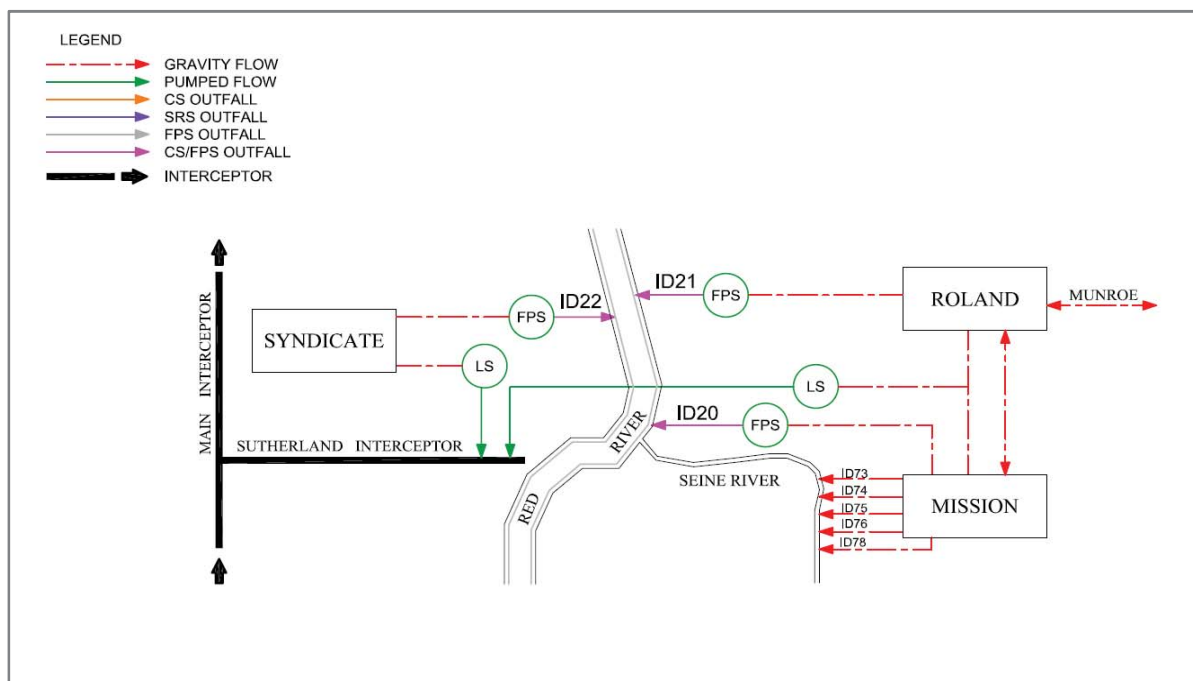 LEGEND
GRAVITY FLOW
PUMPED FLOW
CS OUTFALL
SRS OUTFALL
FPS OUTFALL
CS/FPS OUTFALL
INTERCEPTOR
MAIN INTERCEPTOR
SYNDICATE
FPS
ID22
LS
ID21
FPS
ROLAND
MUNROE
LS
ID20
FPS
SUTHERLAND INTERCEPTOR
RED RIVER
SEINE RIVER
ID73
ID74
ID75
ID76
ID78
MISSION